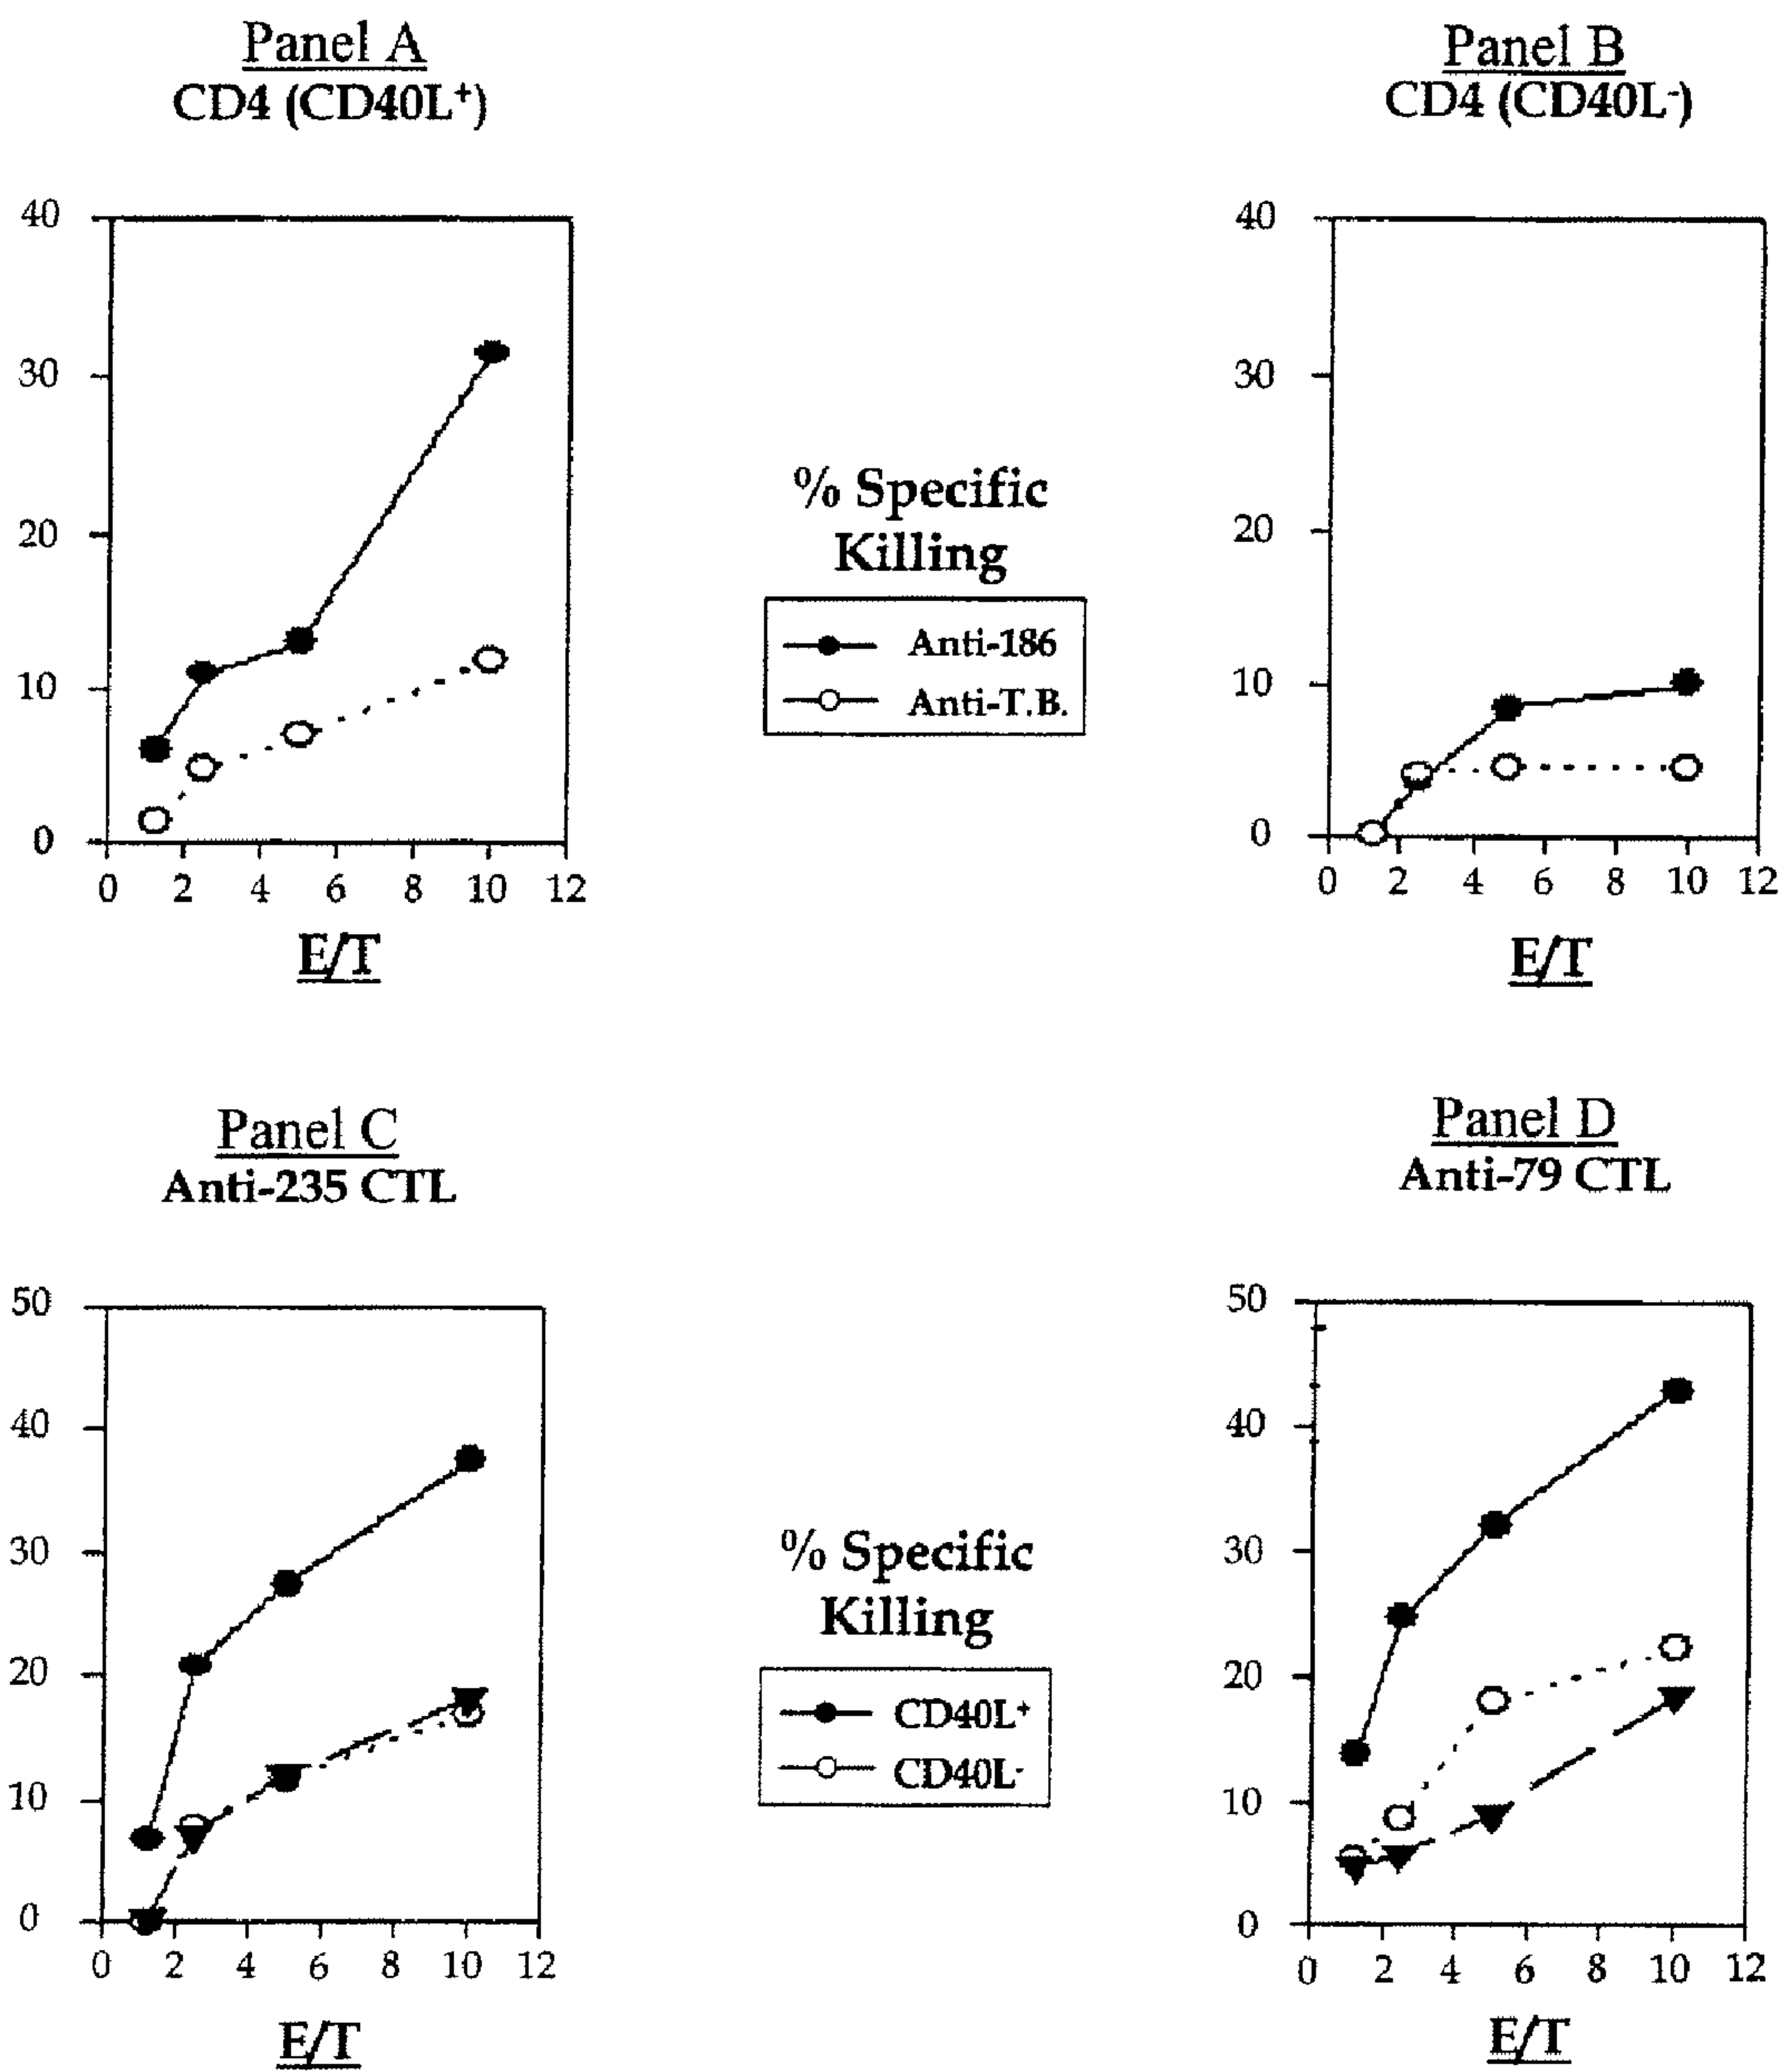 Panel A
CD4 (CD40L⁺)
40
30
20
10
0
0 2 4 6 8 10 12
E/T
% Specific
Killing
Anti-186
Anti-T.B.
Panel B
CD4 (CD40L⁻)
40
30
20
10
0
0 2 4 6 8 10 12
E/T
Panel C
Anti-235 CTL
50
40
30
20
10
0
0 2 4 6 8 10 12
E/T
% Specific
Killing
CD40L⁺
CD40L⁻
Panel D
Anti-79 CTL
50
40
30
20
10
0
0 2 4 6 8 10 12
E/T